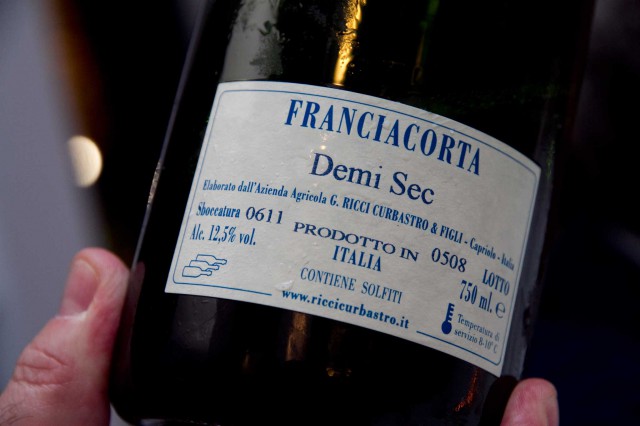 FRANCIACORTA
Demi Sec
Elaborato dall'Azienda Agricola G. RICCI CURBASTRO & FIGLI - Capriolo - Italia
Sboccatura 0611 PRODOTTO IN 0508 LOTTO
Alc. 12,5% vol. ITALIA 750 ml. ℮
CONTIENE SOLFITI
www.riccicurbastro.it
Temperatura di
servizio 8-10° C